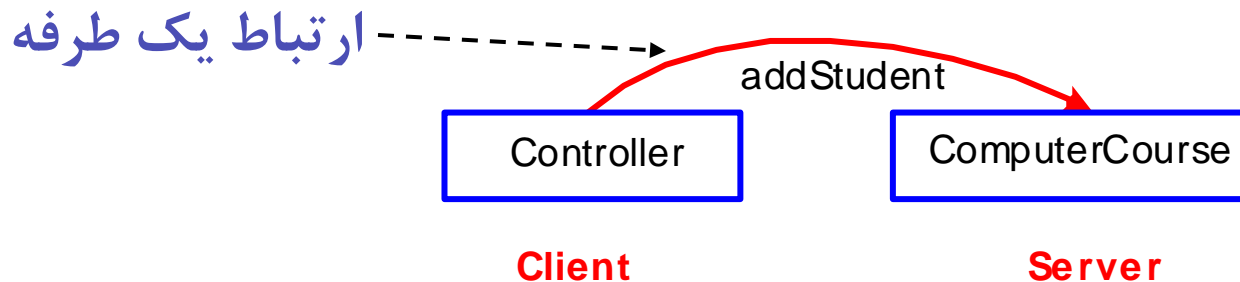 ارتباط یک طرفه
addStudent
Controller
ComputerCourse
Client
Server